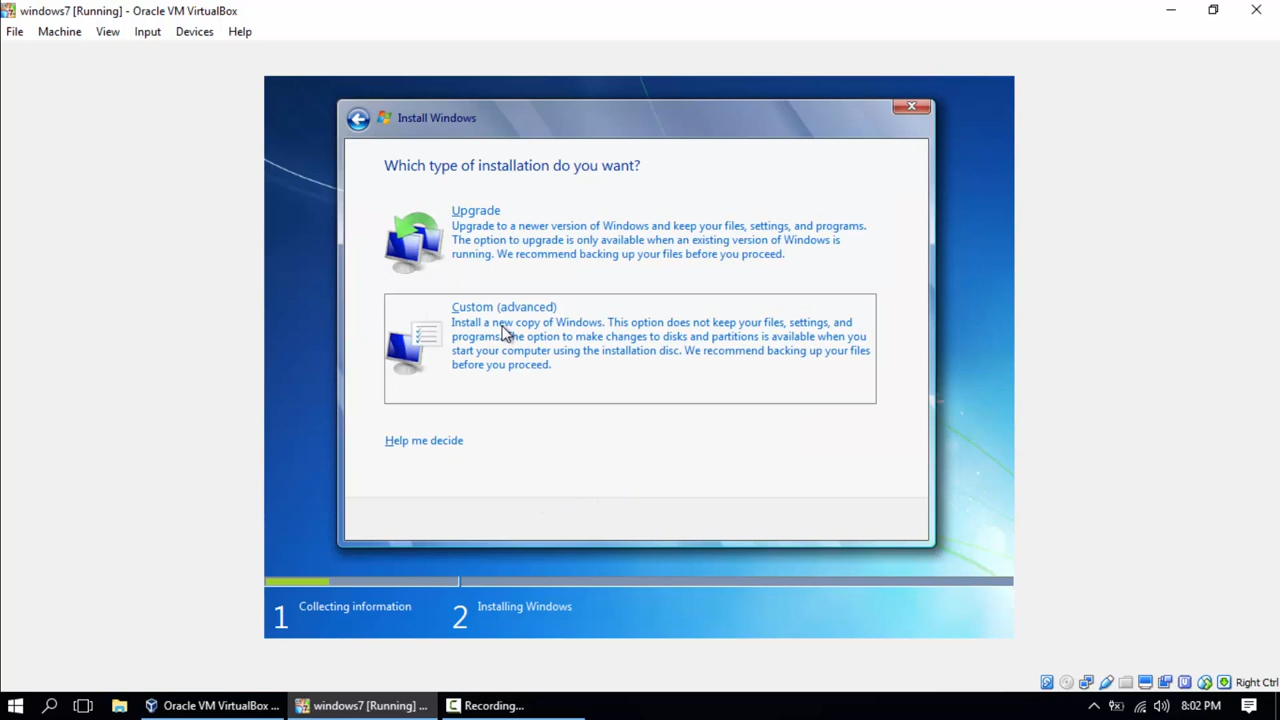 windows7 [Running] - Oracle VM VirtualBox
File Machine View Input Devices Help
Install Windows
Which type of installation do you want?
Upgrade
Upgrade to a newer version of Windows and keep your files, settings, and programs.
The option to upgrade is only available when an existing version of Windows is
running. We recommend backing up your files before you proceed.
Custom (advanced)
Install a new copy of Windows. This option does not keep your files, settings, and
programs. The option to make changes to disks and partitions is available when you
start your computer using the installation disc. We recommend backing up your files
before you proceed.
Help me decide
1 Collecting information 2 Installing Windows
Right Ctrl
Oracle VM VirtualBox ... windows7 [Running] ... Recording... 8:02 PM